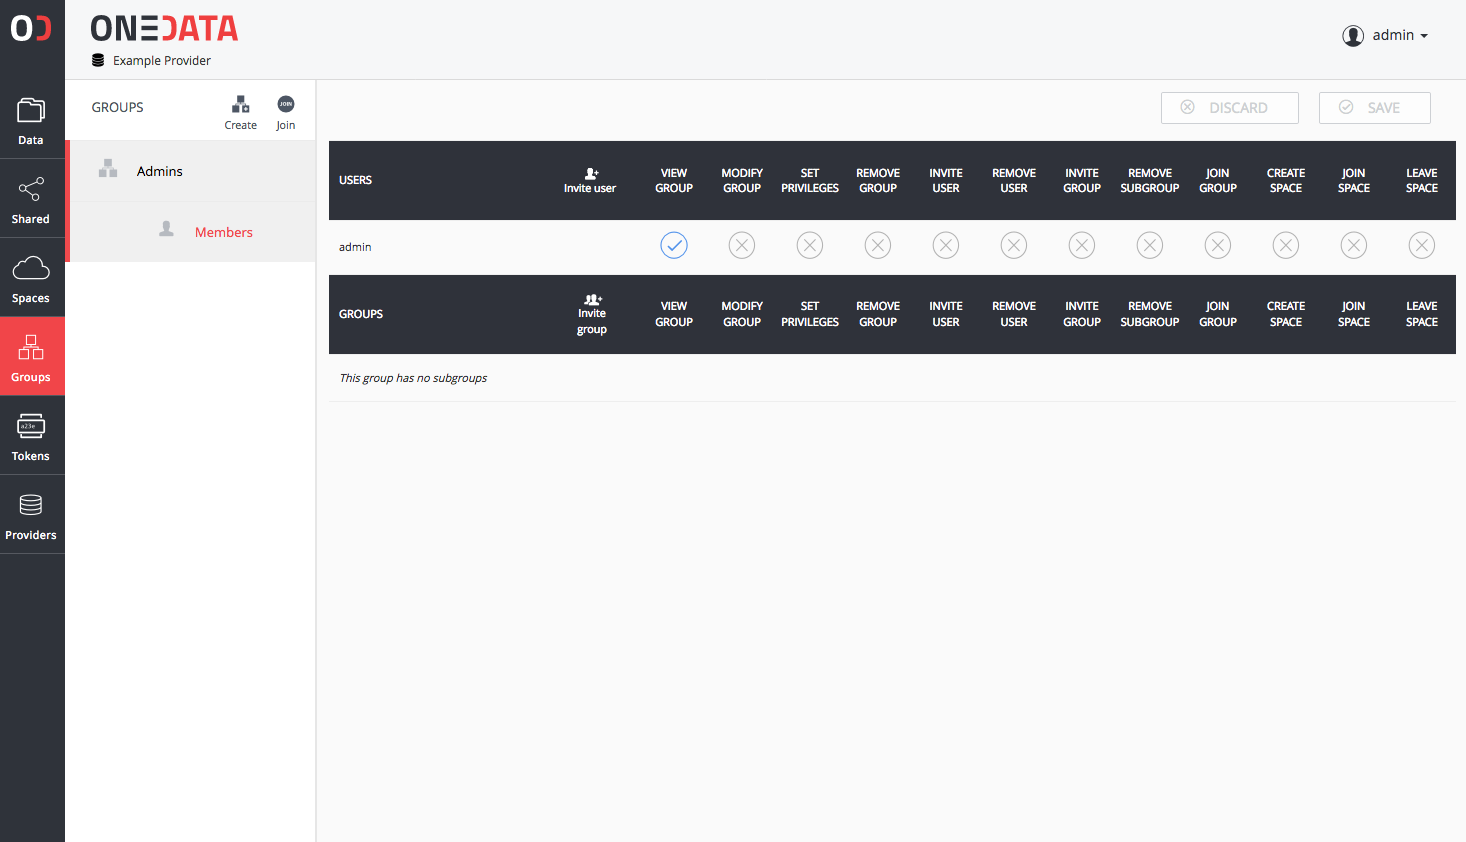 ONEDATA
Example Provider
admin
Data
Shared
Spaces
Groups
a23e
Tokens
Providers
GROUPS
Create
JOIN
Join
Admins
Members
DISCARD
SAVE
USERS
Invite user
VIEW
GROUP
MODIFY
GROUP
SET
PRIVILEGES
REMOVE
GROUP
INVITE
USER
REMOVE
USER
INVITE
GROUP
REMOVE
SUBGROUP
JOIN
GROUP
CREATE
SPACE
JOIN
SPACE
LEAVE
SPACE
admin
GROUPS
Invite
group
VIEW
GROUP
MODIFY
GROUP
SET
PRIVILEGES
REMOVE
GROUP
INVITE
USER
REMOVE
USER
INVITE
GROUP
REMOVE
SUBGROUP
JOIN
GROUP
CREATE
SPACE
JOIN
SPACE
LEAVE
SPACE
This group has no subgroups